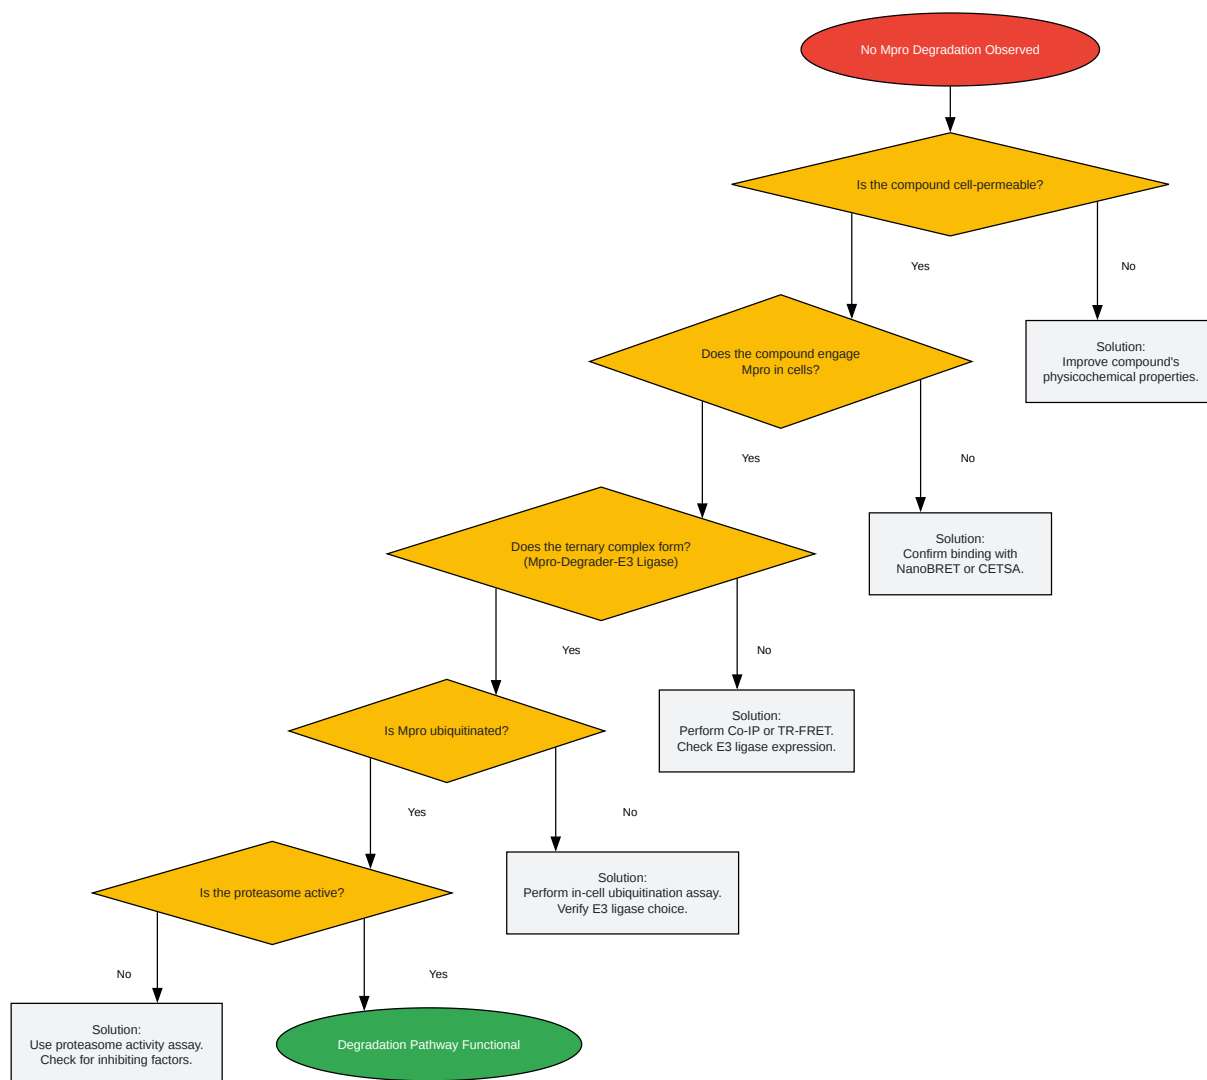 No Mpro Degradation Observed
Is the compound cell-permeable?
Yes
No
Does the compound engage
Mpro in cells?
Solution:
Improve compound's
physicochemical properties.
Yes
No
Does the ternary complex form?
(Mpro-Degrader-E3 Ligase)
Solution:
Confirm binding with
NanoBRET or CETSA.
Yes
No
Is Mpro ubiquitinated?
Solution:
Perform Co-IP or TR-FRET.
Check E3 ligase expression.
Yes
No
Is the proteasome active?
Solution:
Perform in-cell ubiquitination assay.
Verify E3 ligase choice.
No
Yes
Solution:
Use proteasome activity assay.
Check for inhibiting factors.
Degradation Pathway Functional